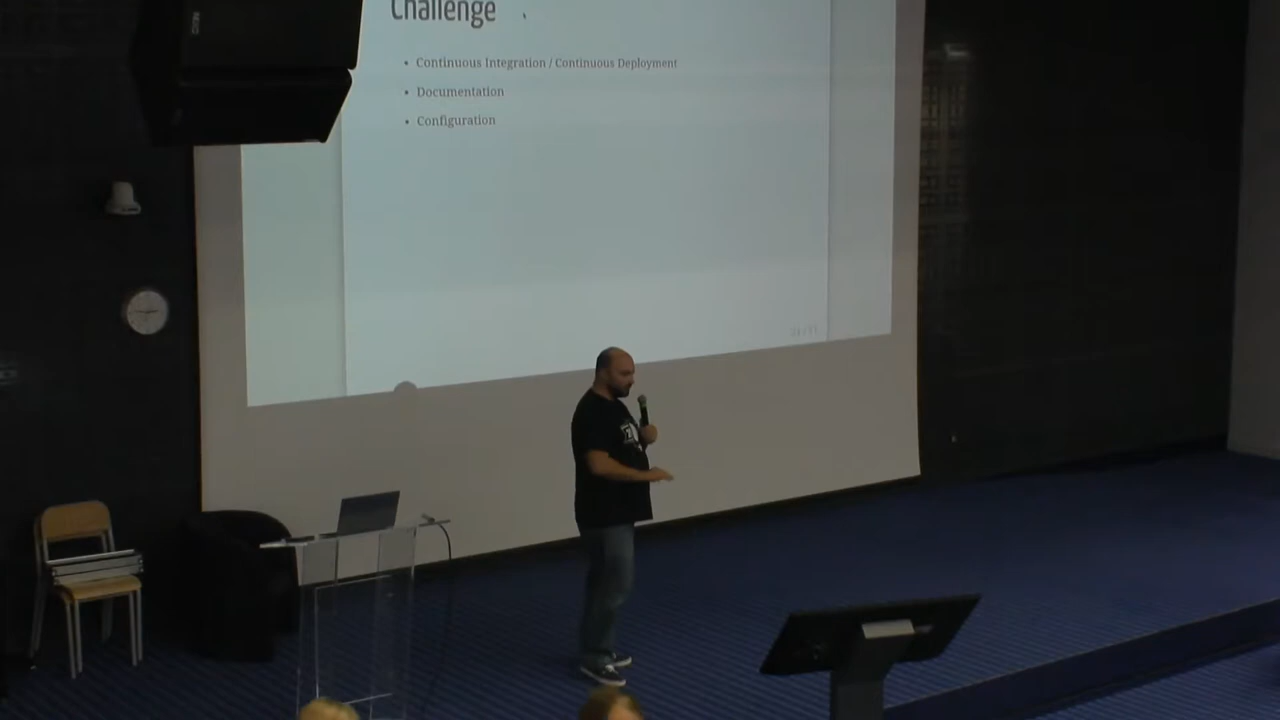 Challenge
• Continuous Integration / Continuous Deployment
• Documentation
• Configuration